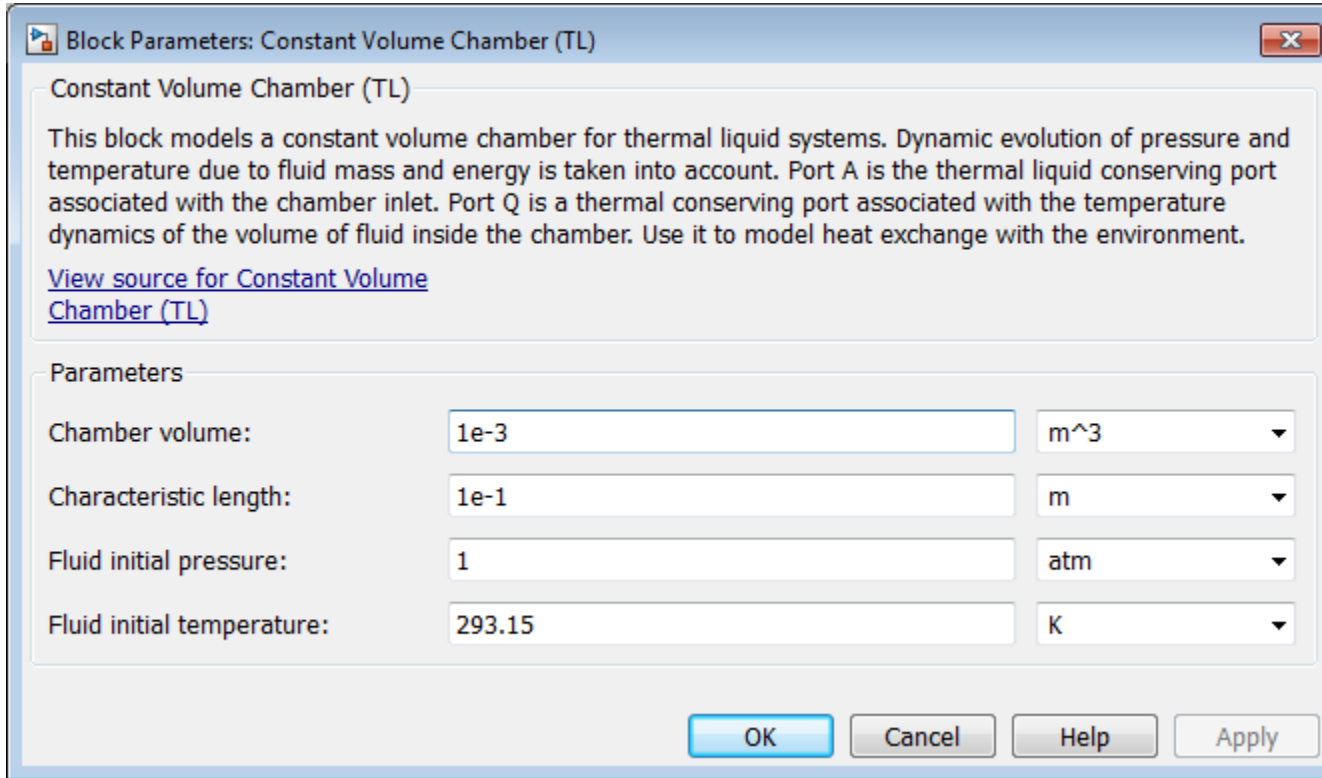 Block Parameters: Constant Volume Chamber (TL)
Constant Volume Chamber (TL)
This block models a constant volume chamber for thermal liquid systems. Dynamic evolution of pressure and
temperature due to fluid mass and energy is taken into account. Port A is the thermal liquid conserving port
associated with the chamber inlet. Port Q is a thermal conserving port associated with the temperature
dynamics of the volume of fluid inside the chamber. Use it to model heat exchange with the environment.
View source for Constant Volume
Chamber (TL)
Parameters
Chamber volume: 1e-3 m^3
Characteristic length: 1e-1 m
Fluid initial pressure: 1 atm
Fluid initial temperature: 293.15 K
OK Cancel Help Apply